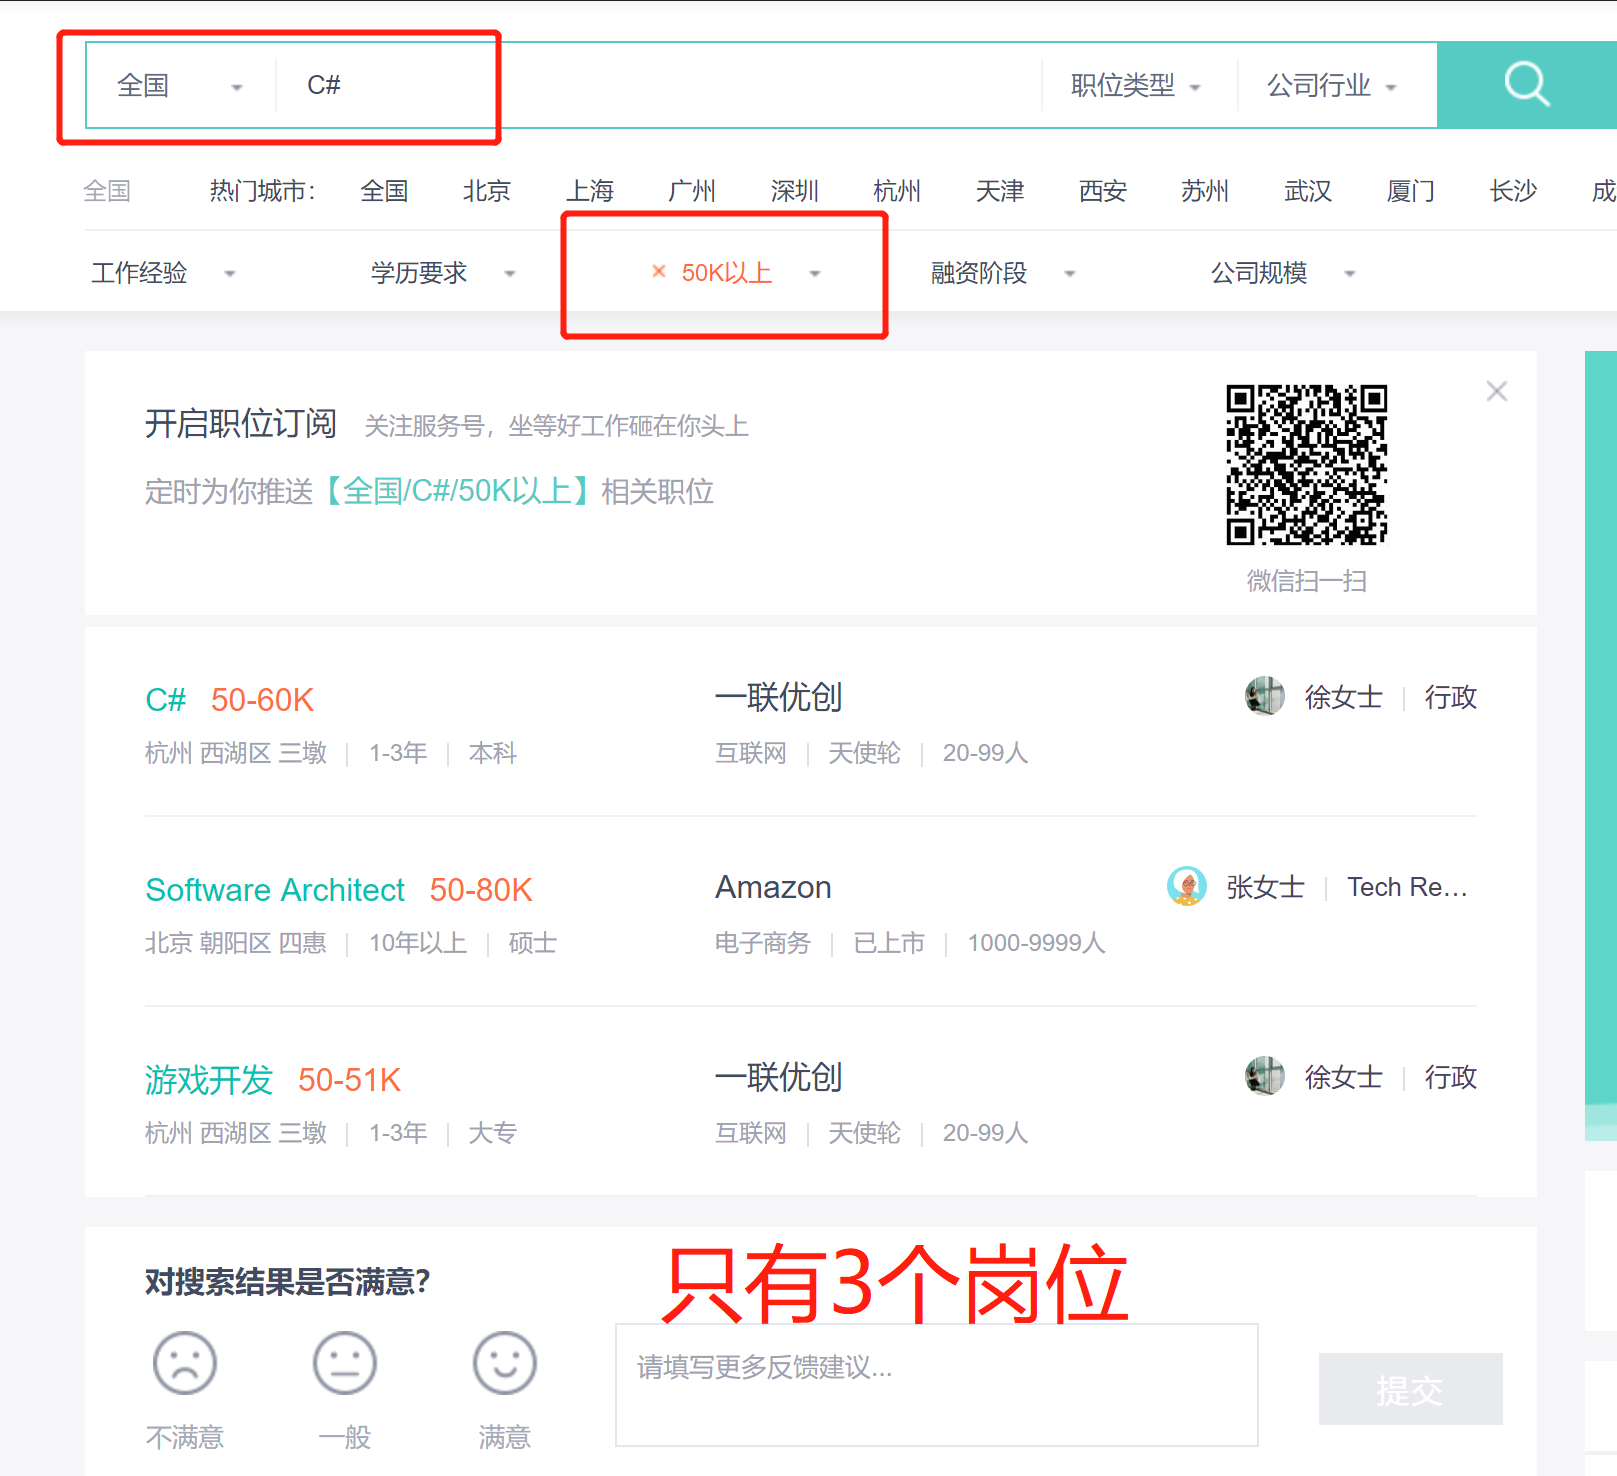 全国 C# 职位类型 公司行业
全国 热门城市: 全国 北京 上海 广州 深圳 杭州 天津 西安 苏州 武汉 厦门 长沙 成
工作经验 学历要求 × 50K以上 融资阶段 公司规模
开启职位订阅 关注服务号，坐等好工作砸在你头上
定时为你推送【全国/C#/50K以上】相关职位
微信扫一扫
C# 50-60K 一联优创 徐女士 行政
杭州 西湖区 三墩 1-3年 本科 互联网 天使轮 20-99人
Software Architect 50-80K Amazon 张女士 Tech Re...
北京 朝阳区 四惠 10年以上 硕士 电子商务 已上市 1000-9999人
游戏开发 50-51K 一联优创 徐女士 行政
杭州 西湖区 三墩 1-3年 大专 互联网 天使轮 20-99人
只有3个岗位
对搜索结果是否满意?
请填写更多反馈建议...
提交
不满意 一般 满意